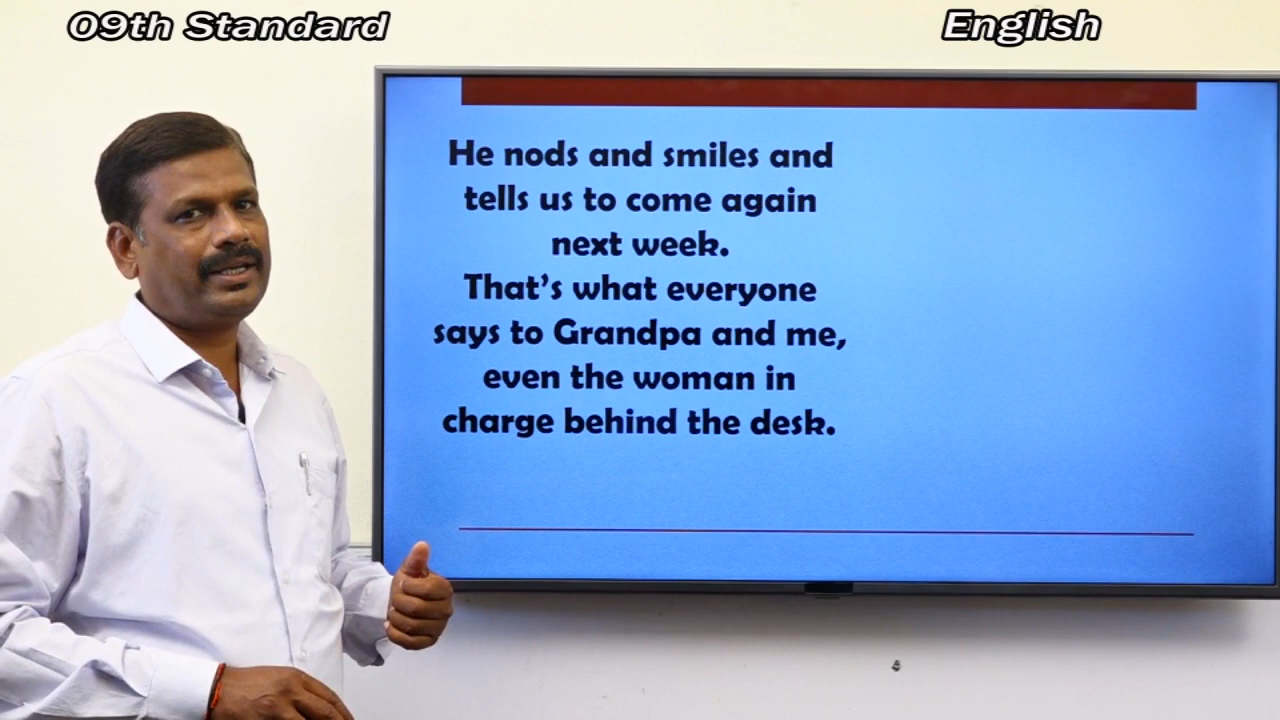 09th Standard
English
He nods and smiles and
tells us to come again
next week.
That's what everyone
says to Grandpa and me,
even the woman in
charge behind the desk.